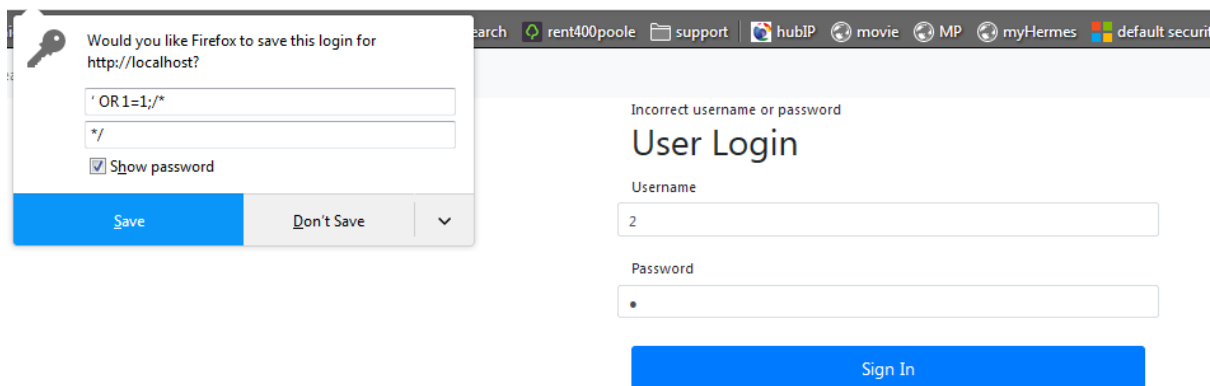 Would you like Firefox to save this login for
http://localhost?
' OR 1=1;/*
*/
Show password
Save
Don't Save
earch rent400poole support hubIP movie MP myHermes default securit
Incorrect username or password
User Login
Username
2
Password
•
Sign In